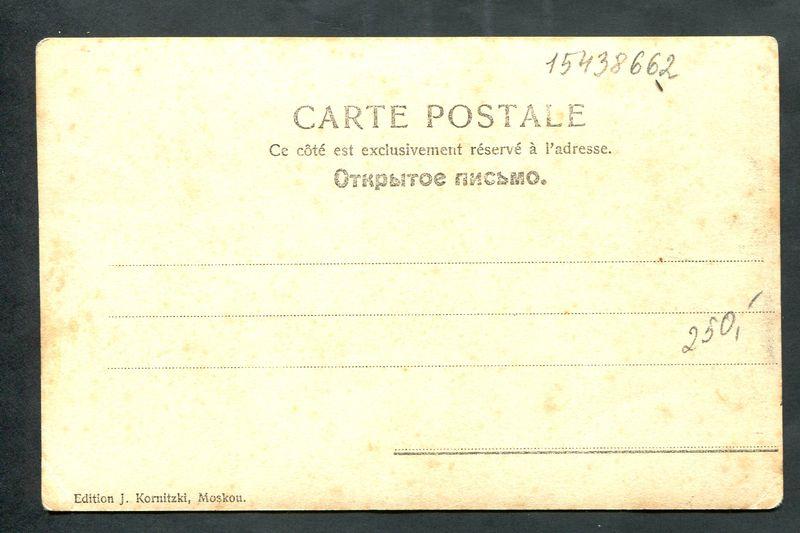 15438662
CARTE POSTALE
Ce côté est exclusivement réservé à l'adresse.
Открытое письмо.
250,
Edition J. Kornitzki, Moskou.